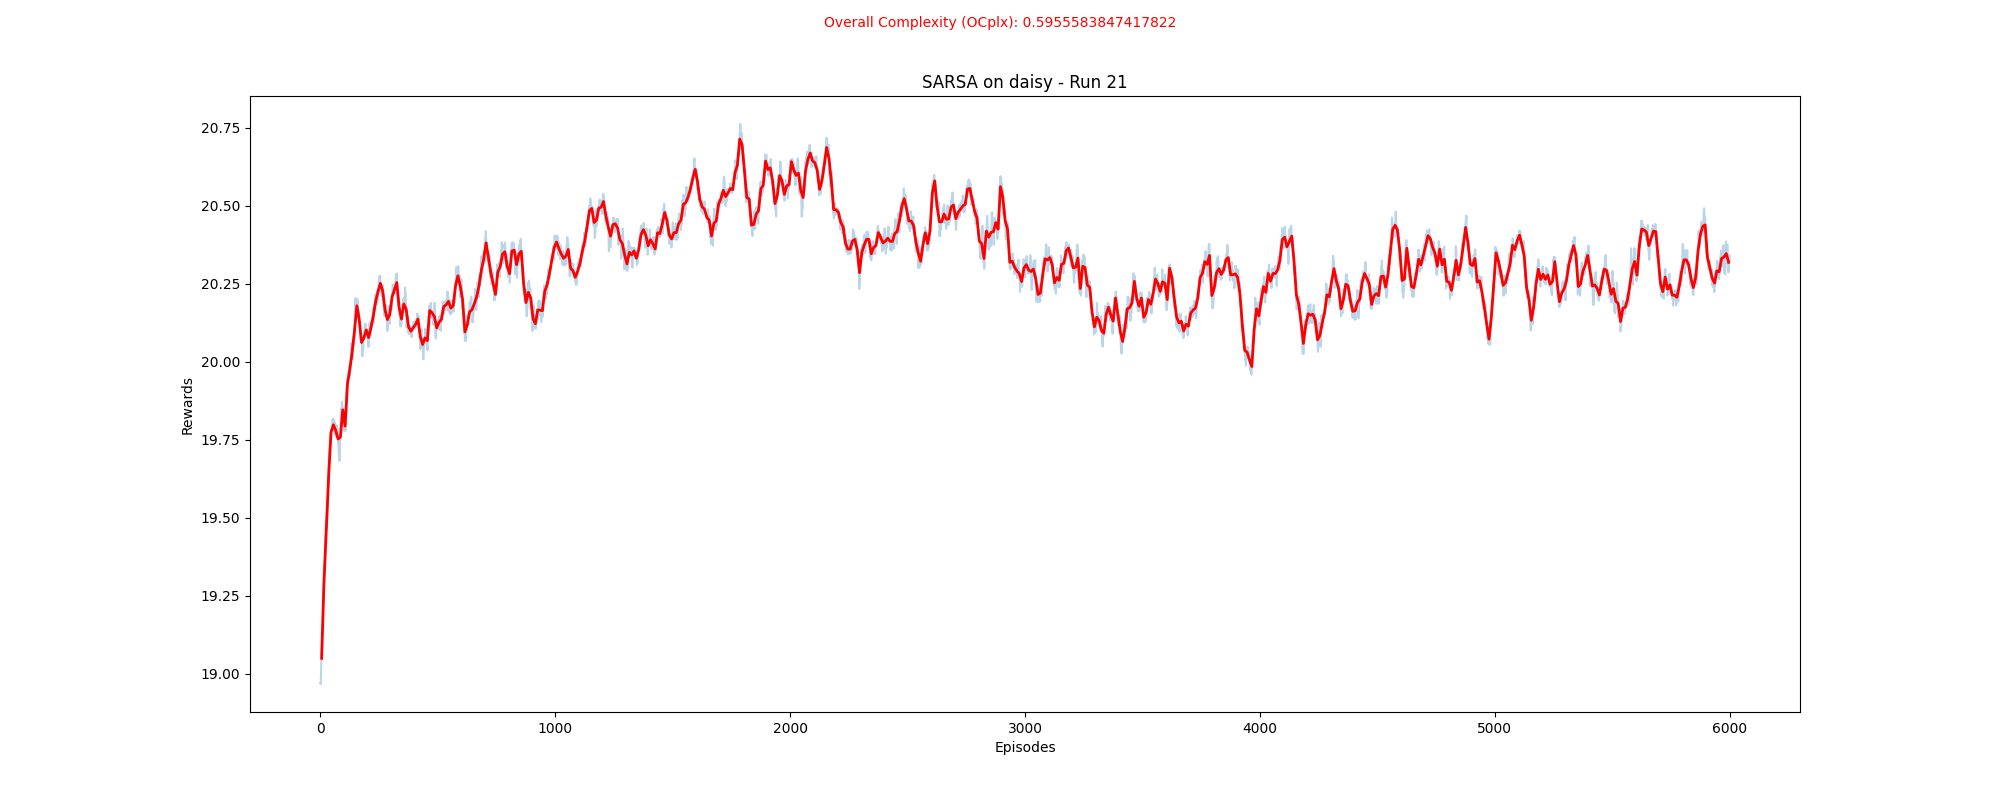 Overall Complexity (OCplx): 0.5955583847417822
SARSA on daisy - Run 21
20.75
20.50
20.25
20.00
19.75
19.50
19.25
19.00
Rewards
0 1000 2000 3000 4000 5000 6000
Episodes